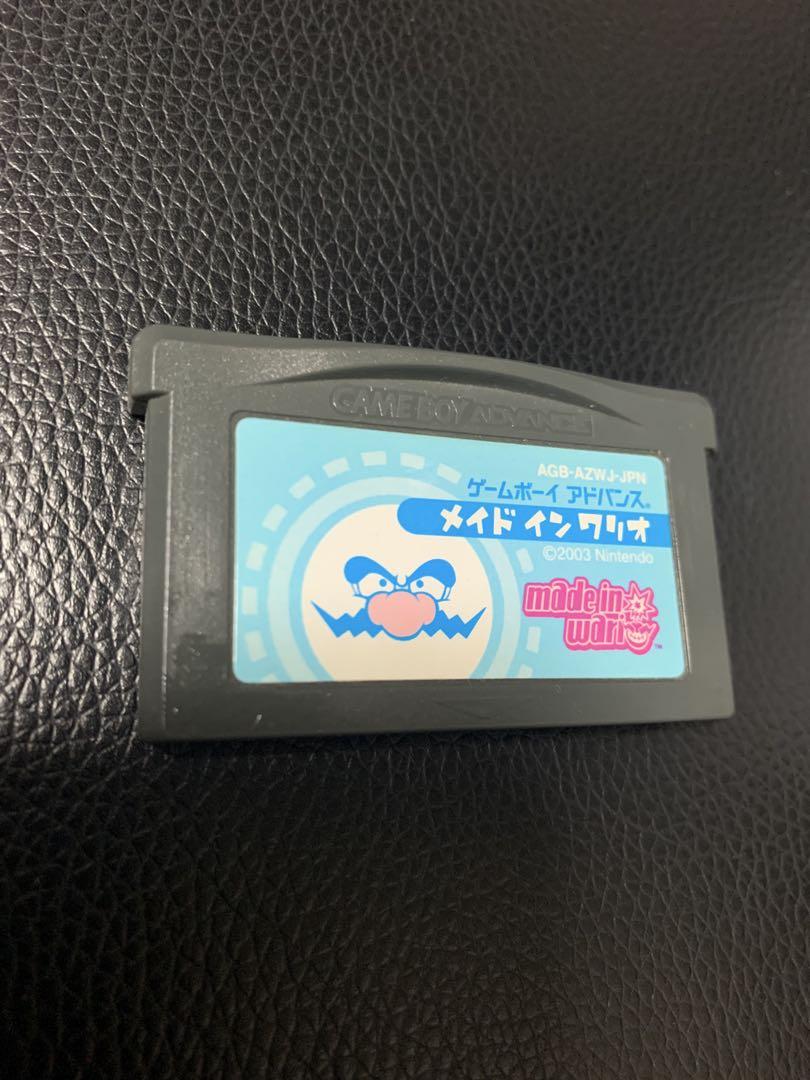 GAME BOY ADVANCE
AGB-AZWJ-JPN
ゲームボーイ アドバンス®
メイド イン ワリオ
©2003 Nintendo
made in
wario™